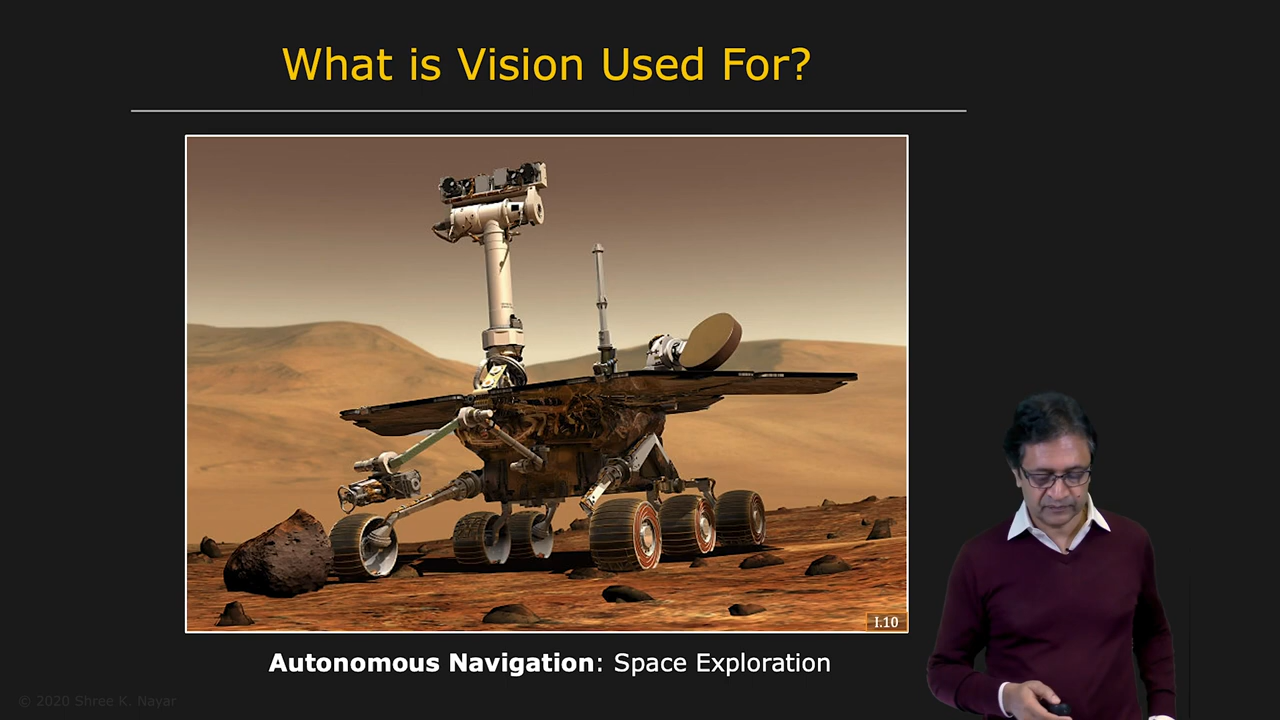 What is Vision Used For?
I.10
Autonomous Navigation: Space Exploration
© 2020 Shree K. Nayar